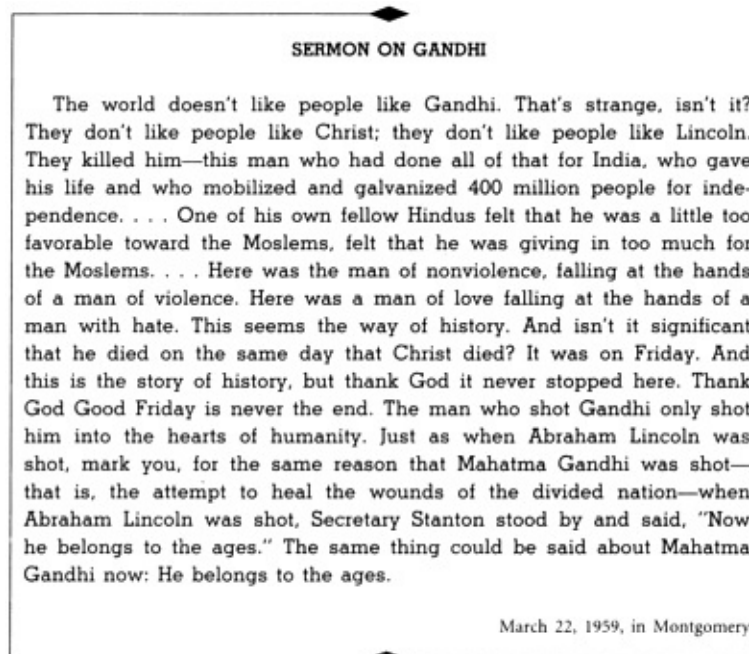 SERMON ON GANDHI
The world doesn't like people like Gandhi. That's strange, isn't it?
They don't like people like Christ; they don't like people like Lincoln.
They killed him—this man who had done all of that for India, who gave
his life and who mobilized and galvanized 400 million people for inde-
pendence. . . . One of his own fellow Hindus felt that he was a little too
favorable toward the Moslems, felt that he was giving in too much for
the Moslems. . . . Here was the man of nonviolence, falling at the hands
of a man of violence. Here was a man of love falling at the hands of a
man with hate. This seems the way of history. And isn't it significant
that he died on the same day that Christ died? It was on Friday. And
this is the story of history, but thank God it never stopped here. Thank
God Good Friday is never the end. The man who shot Gandhi only shot
him into the hearts of humanity. Just as when Abraham Lincoln was
shot, mark you, for the same reason that Mahatma Gandhi was shot—
that is, the attempt to heal the wounds of the divided nation—when
Abraham Lincoln was shot, Secretary Stanton stood by and said, "Now
he belongs to the ages." The same thing could be said about Mahatma
Gandhi now: He belongs to the ages.
March 22, 1959, in Montgomery